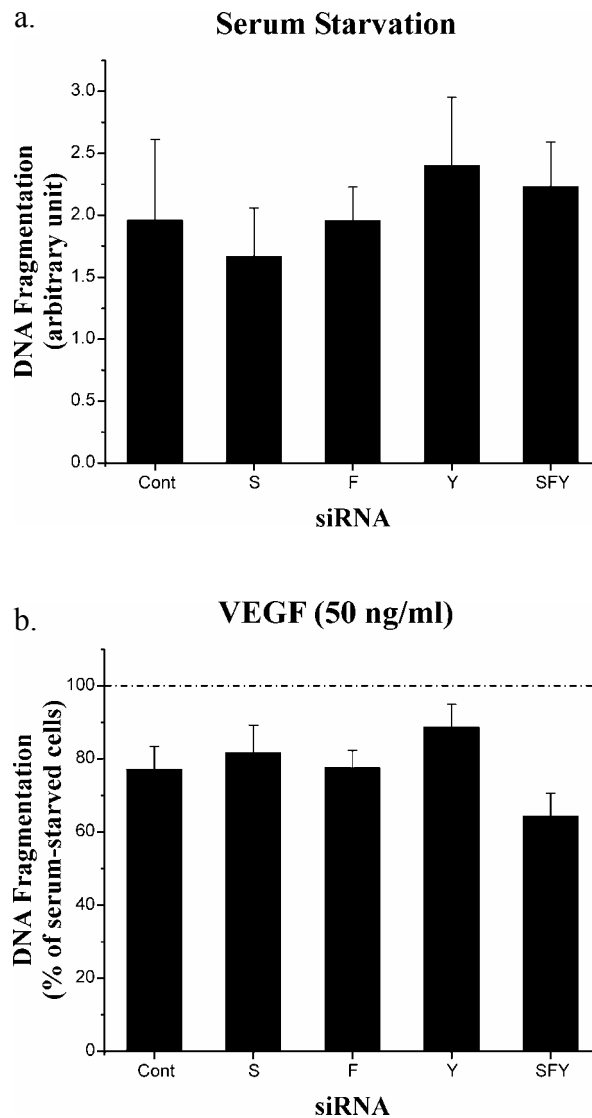 a.
Serum Starvation
DNA Fragmentation
(arbitrary unit)
3.0
2.5
2.0
1.5
1.0
0.5
0.0
Cont S F Y SFY
siRNA
b.
VEGF (50 ng/ml)
DNA Fragmentation
(% of serum-starved cells)
100
80
60
40
20
0
Cont S F Y SFY
siRNA